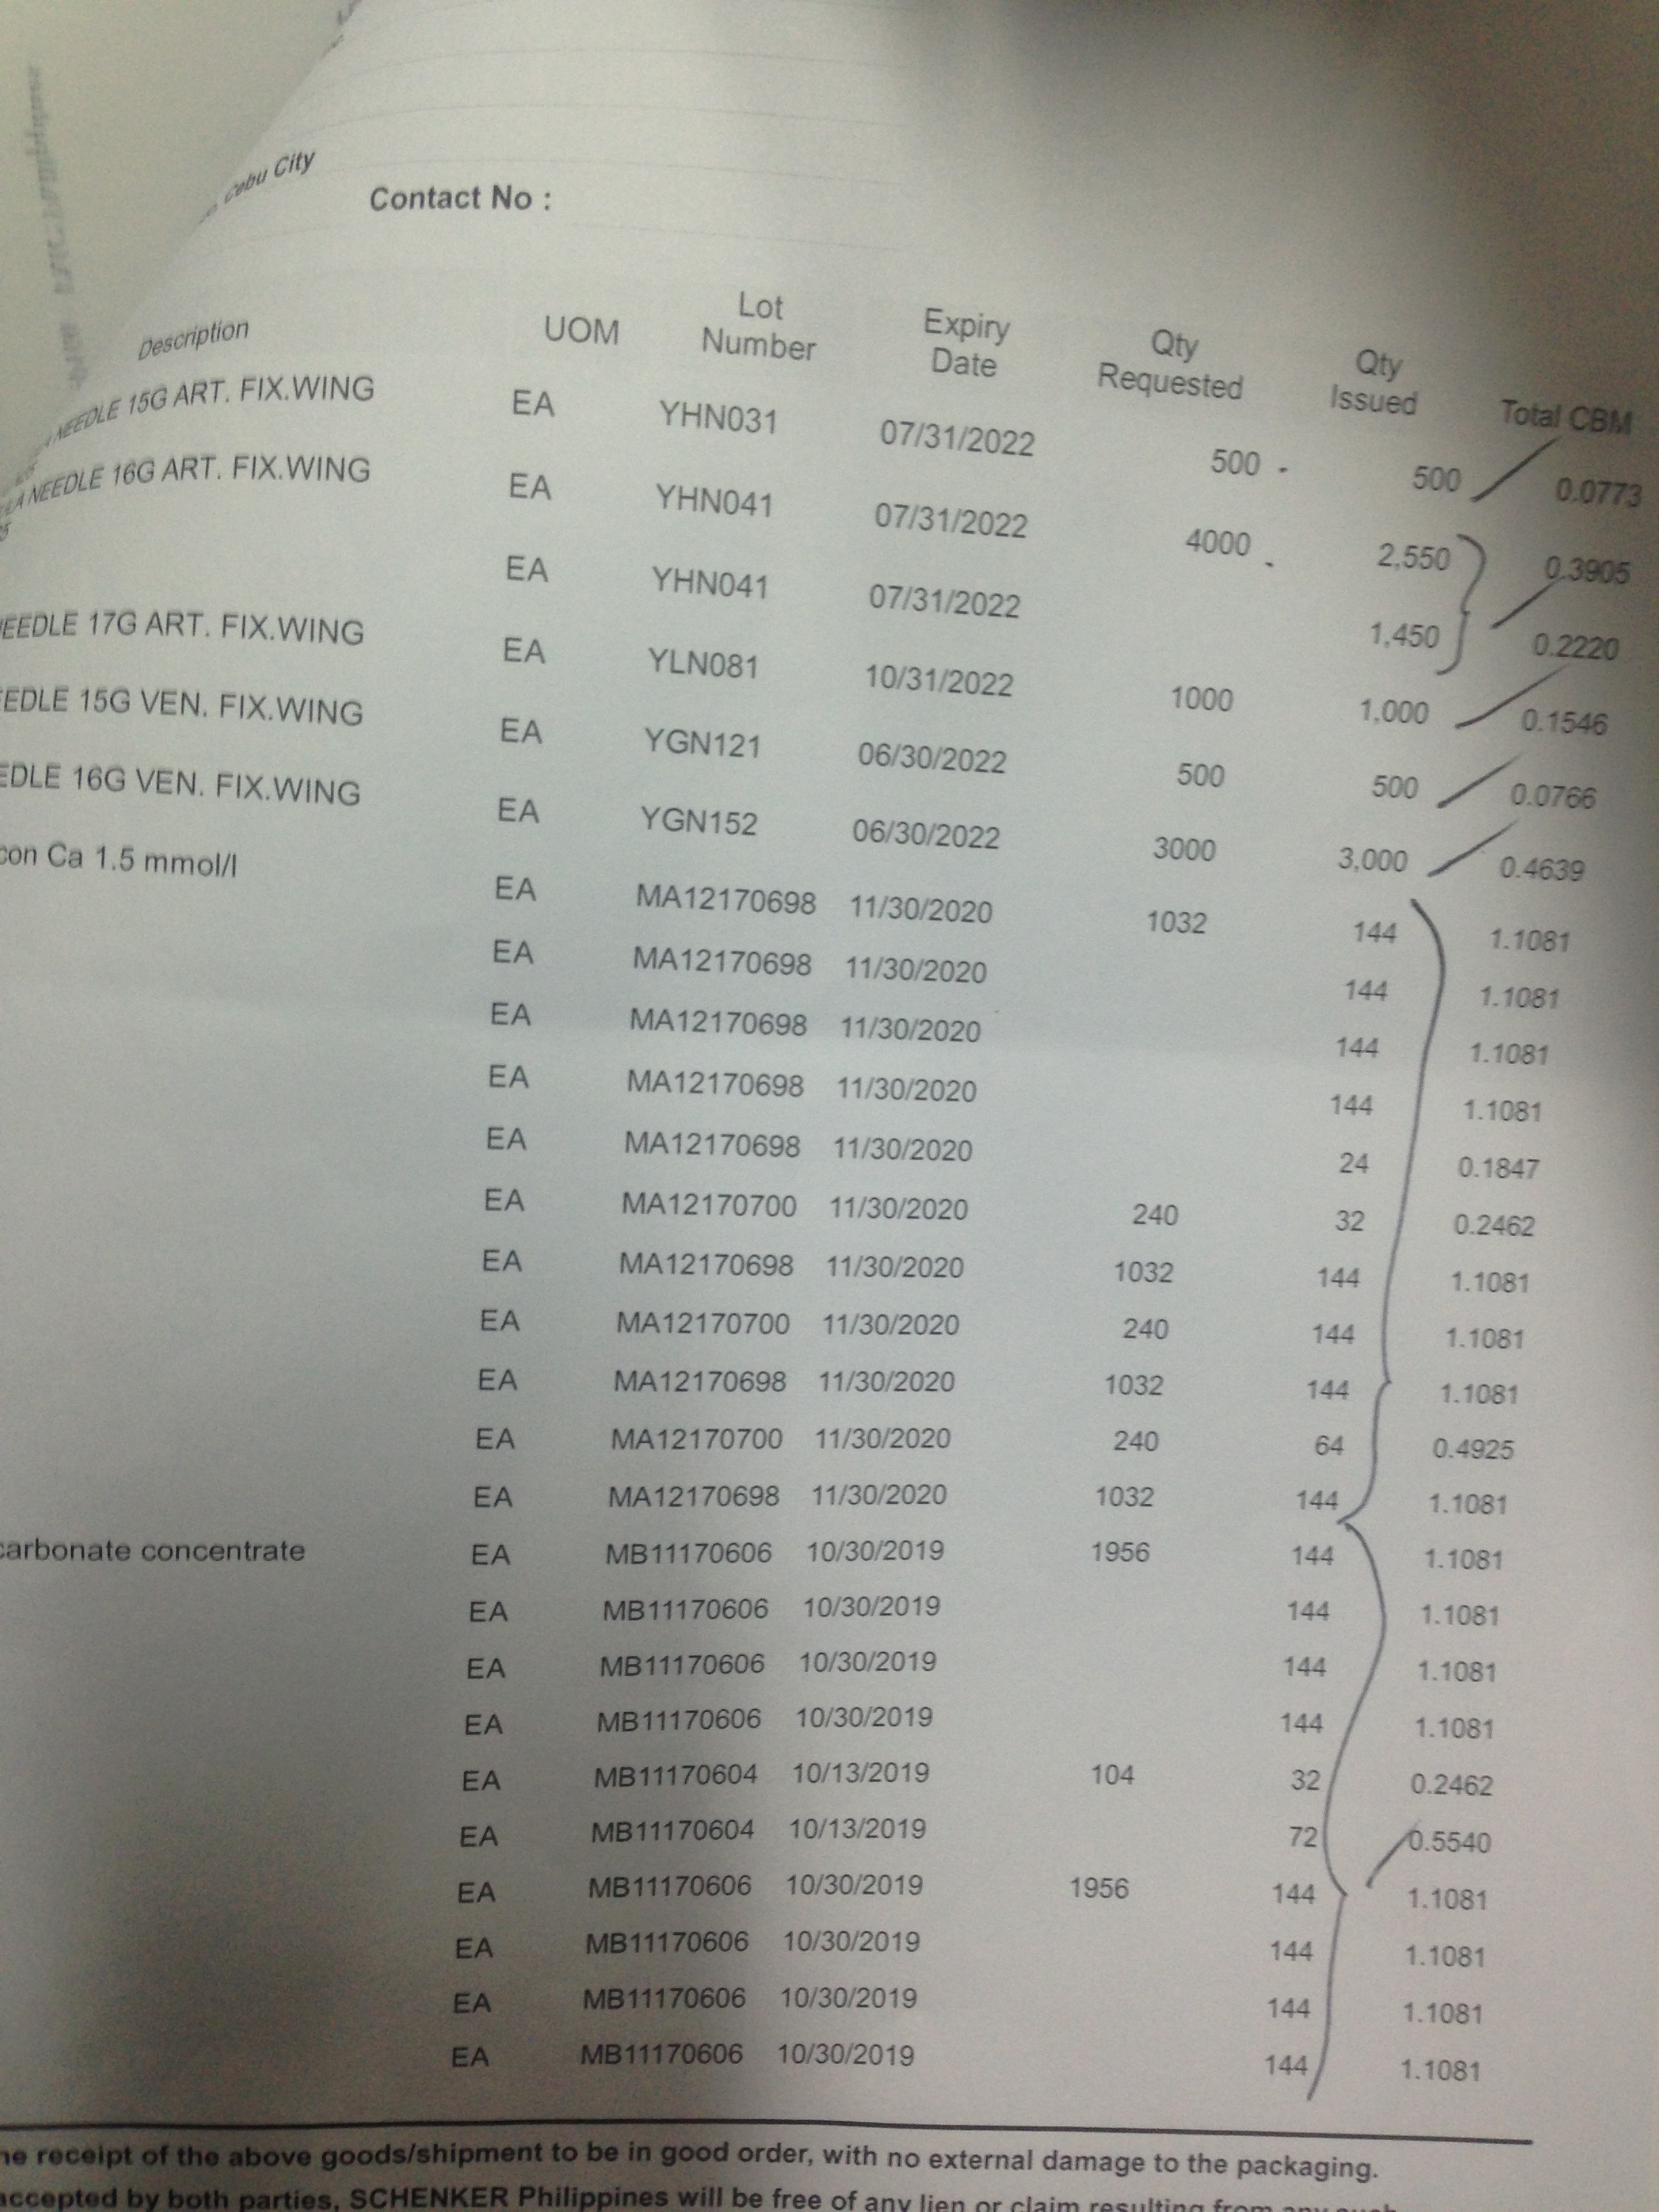 Cebu City
Contact No :
Description UOM Lot Number Expiry Date Qty Requested Qty Issued Total CBM
NEEDLE 15G ART. FIX.WING EA YHN031 07/31/2022 500 - 500 0.0773
NEEDLE 16G ART. FIX.WING EA YHN041 07/31/2022 4000 2,550 0.3905
EA YHN041 07/31/2022 1,450 0.2220
EEDLE 17G ART. FIX.WING EA YLN081 10/31/2022 1000 1,000 0.1546
EDLE 15G VEN. FIX.WING EA YGN121 06/30/2022 500 500 0.0766
EDLE 16G VEN. FIX.WING EA YGN152 06/30/2022 3000 3,000 0.4639
con Ca 1.5 mmol/l EA MA12170698 11/30/2020 1032 144 1.1081
EA MA12170698 11/30/2020 144 1.1081
EA MA12170698 11/30/2020 144 1.1081
EA MA12170698 11/30/2020 144 1.1081
EA MA12170698 11/30/2020 24 0.1847
EA MA12170700 11/30/2020 240 32 0.2462
EA MA12170698 11/30/2020 1032 144 1.1081
EA MA12170700 11/30/2020 240 144 1.1081
EA MA12170698 11/30/2020 1032 144 1.1081
EA MA12170700 11/30/2020 240 64 0.4925
EA MA12170698 11/30/2020 1032 144 1.1081
carbonate concentrate EA MB11170606 10/30/2019 1956 144 1.1081
EA MB11170606 10/30/2019 144 1.1081
EA MB11170606 10/30/2019 144 1.1081
EA MB11170606 10/30/2019 144 1.1081
EA MB11170604 10/13/2019 104 32 0.2462
EA MB11170604 10/13/2019 72 0.5540
EA MB11170606 10/30/2019 1956 144 1.1081
EA MB11170606 10/30/2019 144 1.1081
EA MB11170606 10/30/2019 144 1.1081
EA MB11170606 10/30/2019 144 1.1081
he receipt of the above goods/shipment to be in good order, with no external damage to the packaging.
accepted by both parties, SCHENKER Philippines will be free of any lien or claim resulting from any such